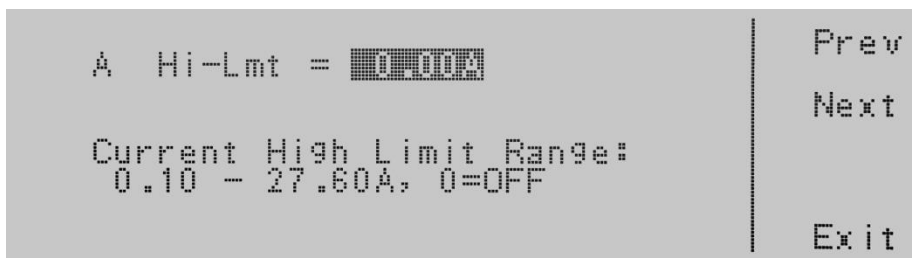 A Hi-Lmt = 0.00A
Current High Limit Range:
0.10 - 27.60A, 0=OFF
Prev
Next
Exit